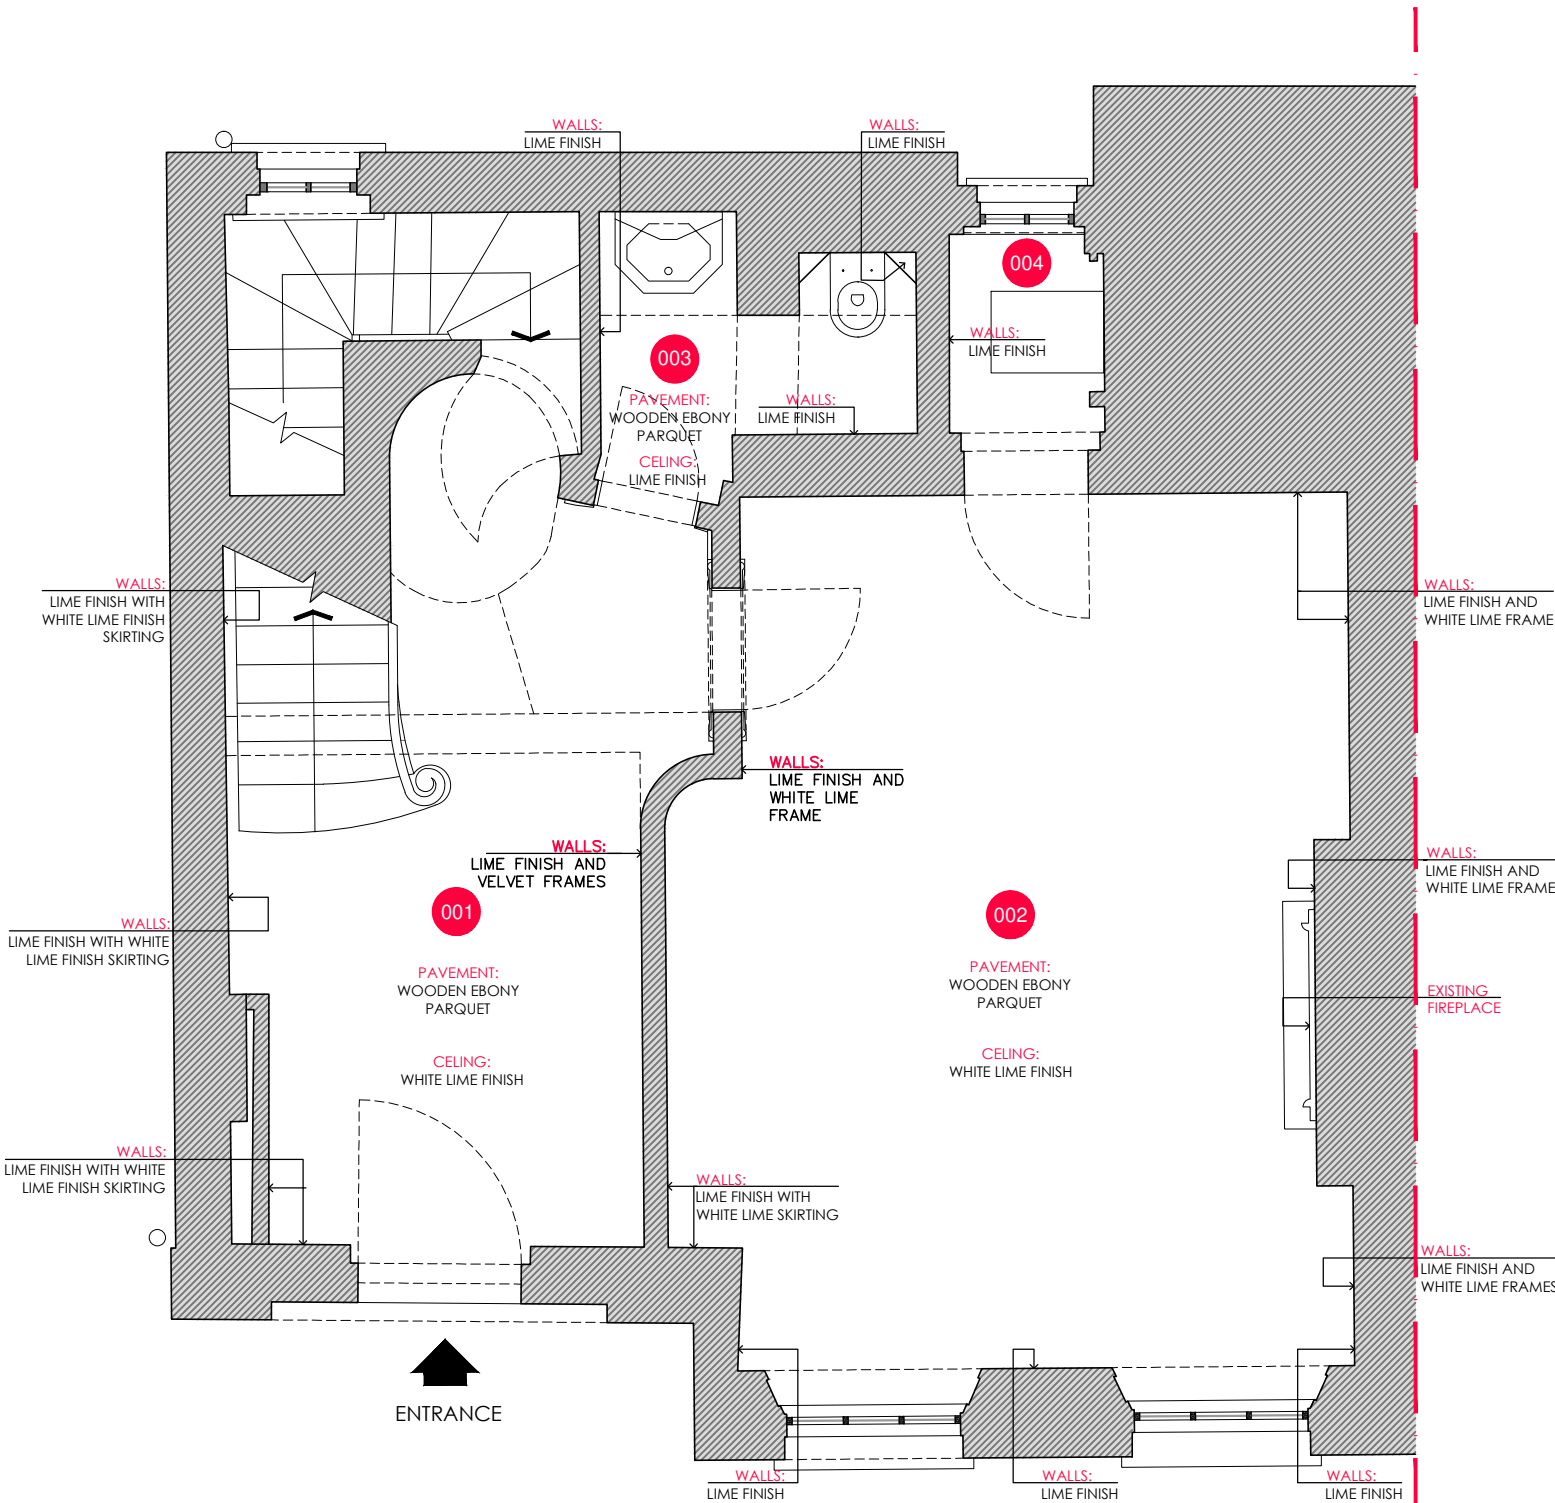 WALLS:
LIME FINISH
WALLS:
LIME FINISH
004
WALLS:
LIME FINISH
003
PAVEMENT:
WOODEN EBONY
PARQUET
CELING:
LIME FINISH
WALLS:
LIME FINISH
WALLS:
LIME FINISH WITH
WHITE LIME FINISH
SKIRTING
WALLS:
LIME FINISH AND
WHITE LIME FRAME
WALLS:
LIME FINISH AND
WHITE LIME
FRAME
WALLS:
LIME FINISH AND
VELVET FRAMES
WALLS:
LIME FINISH AND
WHITE LIME FRAME
001
002
WALLS:
LIME FINISH WITH WHITE
LIME FINISH SKIRTING
PAVEMENT:
WOODEN EBONY
PARQUET
PAVEMENT:
WOODEN EBONY
PARQUET
EXISTING
FIREPLACE
CELING:
WHITE LIME FINISH
CELING:
WHITE LIME FINISH
WALLS:
LIME FINISH WITH WHITE
LIME FINISH SKIRTING
WALLS:
LIME FINISH WITH
WHITE LIME SKIRTING
WALLS:
LIME FINISH AND
WHITE LIME FRAMES
ENTRANCE
WALLS:
LIME FINISH
WALLS:
LIME FINISH
WALLS:
LIME FINISH